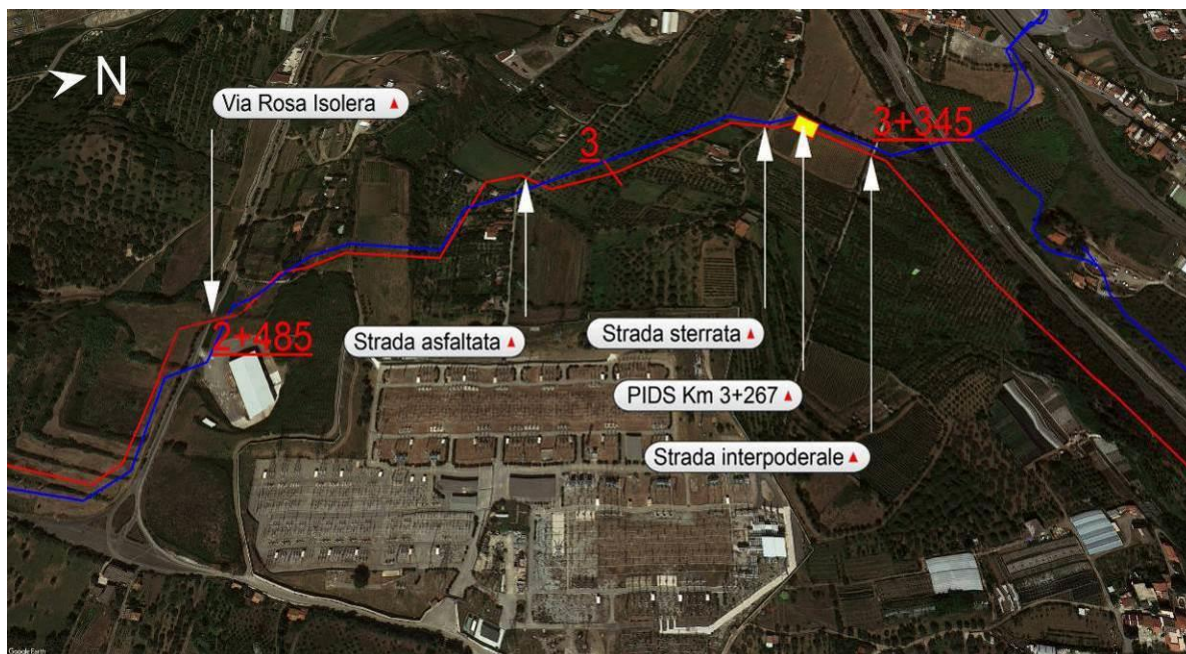 N
Via Rosa Isolera
3
3+345
2+485
Strada asfaltata
Strada sterrata
PIDS Km 3+267
Strada interpoderale
Google Earth